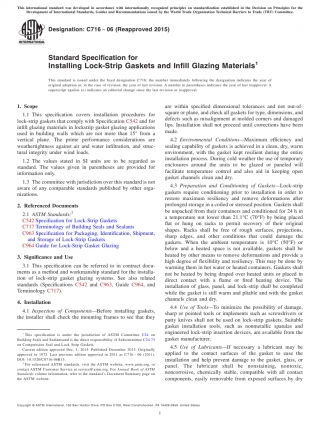 This international standard was developed in accordance with internationally recognized principles on standardization established in the Decision on Principles for the
Development of International Standards, Guides and Recommendations issued by the World Trade Organization Technical Barriers to Trade (TBT) Committee.
Designation: C716 − 06 (Reapproved 2015)
Standard Specification for
Installing Lock-Strip Gaskets and Infill Glazing Materials1
This standard is issued under the fixed designation C716; the number immediately following the designation indicates the year of
original adoption or, in the case of revision, the year of last revision. A number in parentheses indicates the year of last reapproval. A
superscript epsilon (ε) indicates an editorial change since the last revision or reapproval.
1. Scope
1.1 This specification covers installation procedures for
lock-strip gaskets that comply with Specification C542 and for
infill glazing materials in lockstrip gasket glazing applications
used in building walls which are not more than 15° from a
vertical plane. The prime performance considerations are
weathertightness against air and water infiltration, and struc-
tural integrity under wind loads.
1.2 The values stated in SI units are to be regarded as
standard. The values given in parentheses are provided for
information only.
1.3 The committee with jurisdiction over this standard is not
aware of any comparable standards published by other orga-
nizations.
2. Referenced Documents
2.1 ASTM Standards:2
C542 Specification for Lock-Strip Gaskets
C717 Terminology of Building Seals and Sealants
C963 Specification for Packaging, Identification, Shipment,
and Storage of Lock-Strip Gaskets
C964 Guide for Lock-Strip Gasket Glazing
3. Significance and Use
3.1 This specification can be referred to in contract docu-
ments as a method and workmanship standard for the installa-
tion of lock-strip gasket glazing systems. See also related
standards (Specifications C542 and C963, Guide C964, and
Terminology C717).
4. Installation
4.1 Inspection of Components—Before installing gaskets,
the installer shall check the mounting frames to see that they
1 This specification is under the jurisdiction of ASTM Committee C24 on
Building Seals and Sealants and is the direct responsibility of Subcommittee C24.73
on Compression Seal and Lock Strip Gasket.
Current edition approved Dec. 1, 2015. Published December 2015. Originally
approved in 1972. Last previous edition approved in 2011 as C716 – 06 (2011).
DOI: 10.1520/C0716-06R15.
2 For referenced ASTM standards, visit the ASTM website, www.astm.org, or
contact ASTM Customer Service at service@astm.org. For Annual Book of ASTM
Standards volume information, refer to the standard's Document Summary page on
the ASTM website.
are within specified dimensional tolerances and not out-of-
square or plane, and check all gaskets for type, dimensions, and
defects such as misalignment at molded corners and damaged
lips. Installation shall not proceed until corrections have been
made.
4.2 Environmental Conditions—Maximum efficiency and
sealing capability of gaskets is achieved in a clean, dry, warm
environment, with the gasket kept resilient during the entire
installation process. During cold weather the use of temporary
enclosures around the units to be glazed or paneled will
facilitate temperature control and also aid in keeping open
gasket channels clean and dry.
4.3 Preparation and Conditioning of Gaskets—Lock-strip
gaskets require conditioning prior to installation in order to
restore maximum resiliency and remove deformations after
prolonged storage in a coiled or stressed position. Gaskets shall
be unpacked from their containers and conditioned for 24 h in
a temperature not lower than 21.1°C (70°F) by being placed
flat or hung on racks to permit recovery of their original
shapes. Racks shall be free of rough surfaces, projections,
sharp edges, and other conditions that could damage the
gaskets. When the ambient temperature is 10°C (50°F) or
below and a heated space is not available, gaskets shall be
heated by other means to remove deformations and provide a
high degree of flexibility and resiliency. This may be done by
warming them in hot water or heated containers. Gaskets shall
not be heated by being draped over heated units or placed in
direct contact with a flame or fired heating device. The
installation of glass, panel, and lock-strip shall be completed
while the gasket is still warm and pliable and with the gasket
channels clean and dry.
4.4 Use of Tools—To minimize the possibility of damage,
sharp or pointed tools or implements such as screwdrivers or
putty knives shall not be used on lock-strip gaskets. Suitable
gasket installation tools, such as nonmetallic spatulas and
engineered lock-strip insertion devices, are available from the
gasket manufacturer.
4.5 Use of Lubricants—If necessary a lubricant may be
applied to the contact surfaces of the gasket to ease the
installation and help prevent damage to the gasket, glass, or
panel. The lubricant shall be nonstaining, nontoxic,
noncorrosive, chemically stable, compatible with all contact
components, easily removable from exposed surfaces by dry
Copyright © ASTM International, 100 Barr Harbor Drive, PO Box C700, West Conshohocken, PA 19428-2959. United States
1